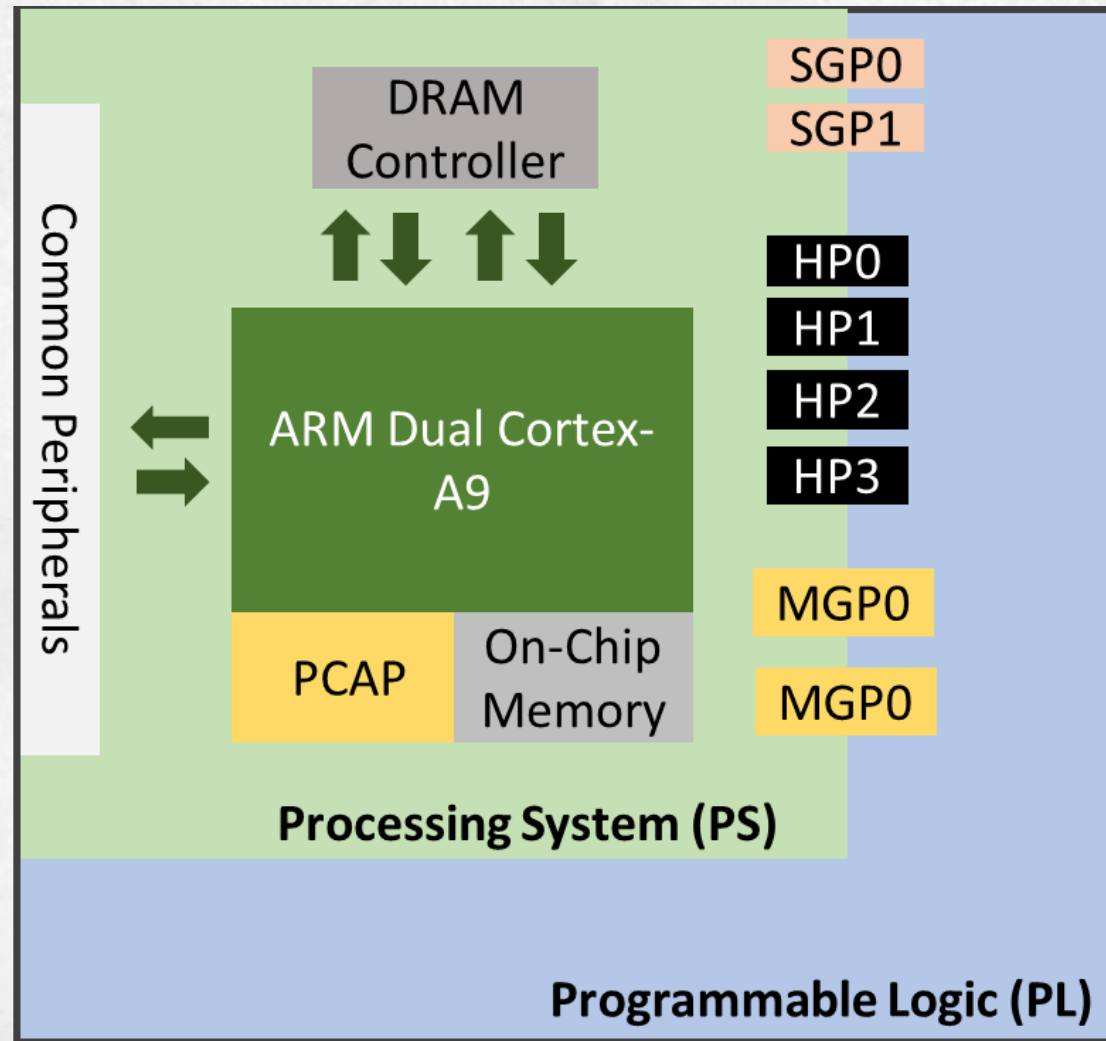 SGP0
DRAM
Controller
SGP1
Common Peripherals
HP0
HP1
HP2
HP3
ARM Dual Cortex-
A9
MGP0
PCAP
On-Chip
Memory
MGP0
Processing System (PS)
Programmable Logic (PL)